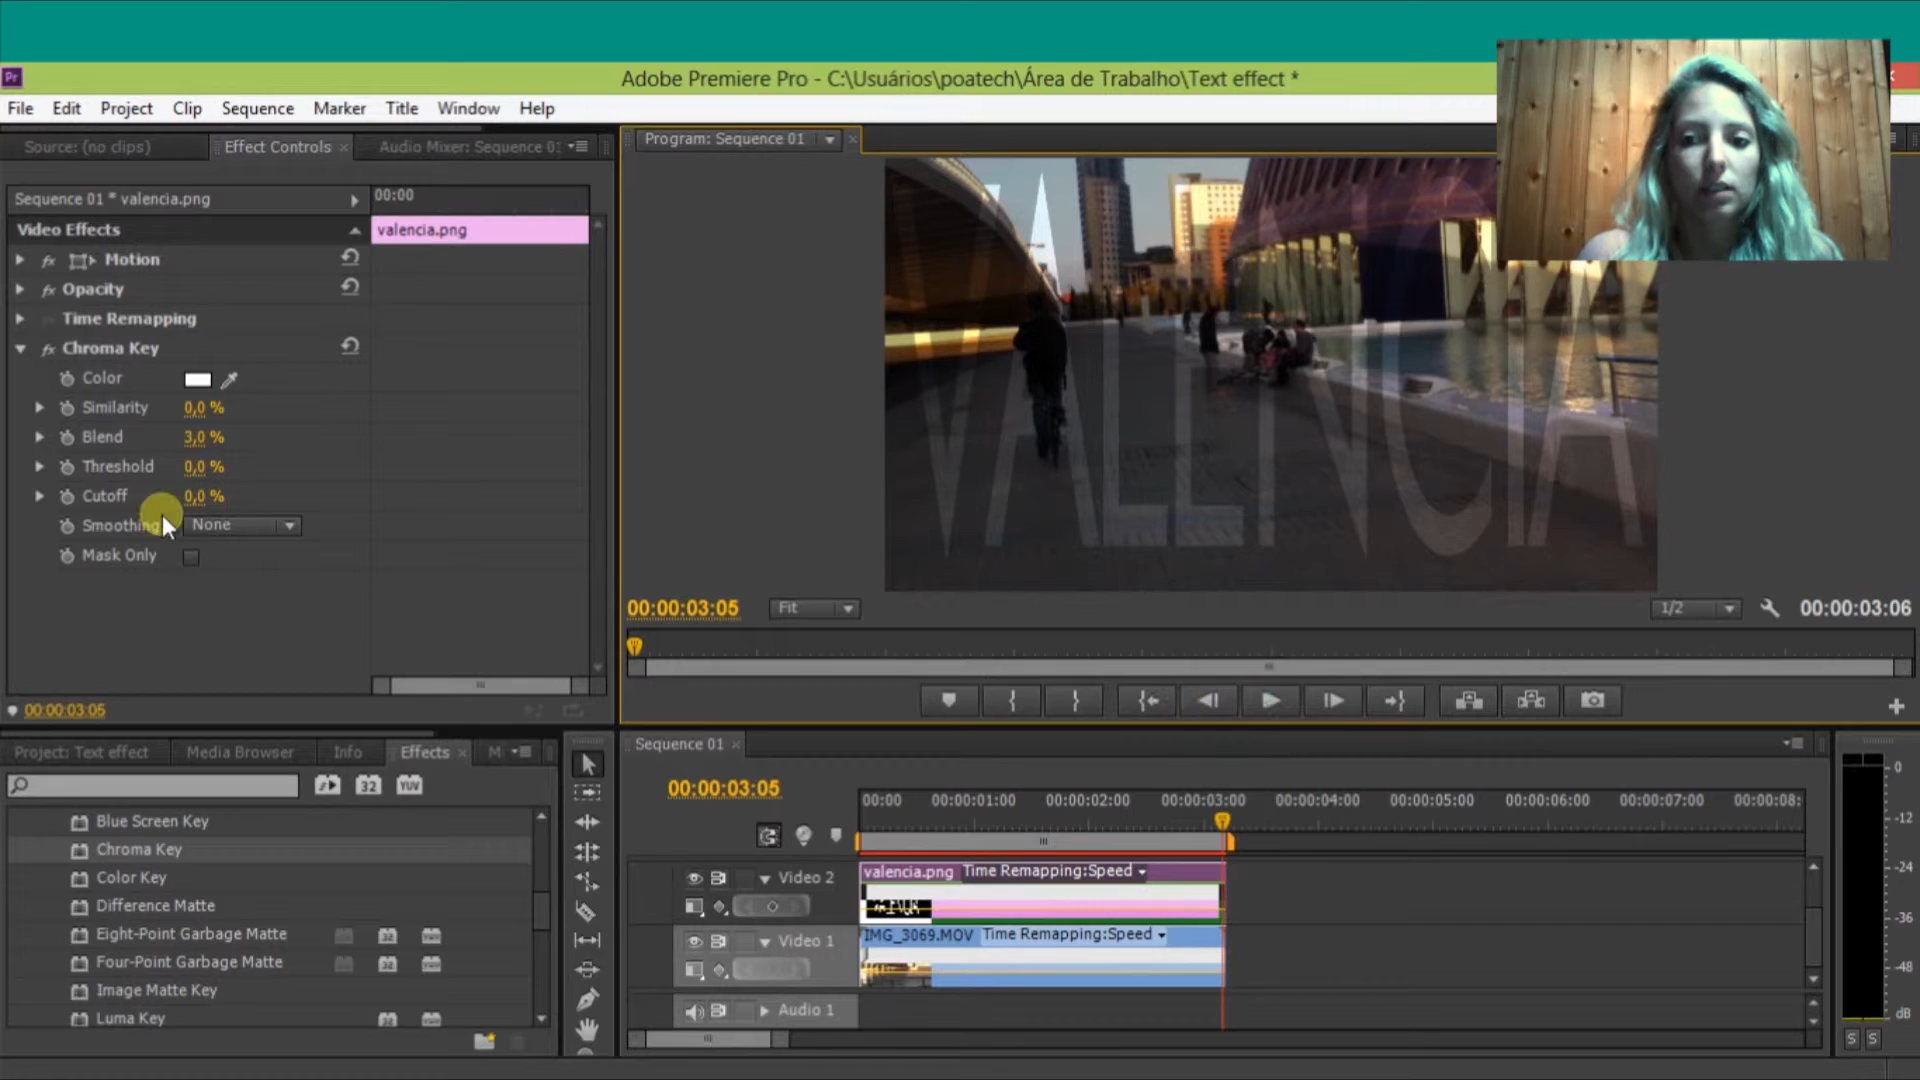 Pr
Adobe Premiere Pro - C:\Usuários\poatech\Área de Trabalho\Text effect *
File Edit Project Clip Sequence Marker Title Window Help
Source: (no clips) Effect Controls Audio Mixer: Sequence 01
Program: Sequence 01
Sequence 01 * valencia.png
00:00
Video Effects
valencia.png
fx Motion
fx Opacity
Time Remapping
fx Chroma Key
Color
Similarity 0,0 %
Blend 3,0 %
Threshold 0,0 %
Cutoff 0,0 %
Smoothing None
Mask Only
VALENCIA
00:00:03:05 Fit 1/2 00:00:03:06
00:00:03:05
Project: Text effect Media Browser Info Effects M
32 YUV
Blue Screen Key
Chroma Key
Color Key
Difference Matte
Eight-Point Garbage Matte
Four-Point Garbage Matte
Image Matte Key
Luma Key
Sequence 01
00:00:03:05
00:00 00:00:01:00 00:00:02:00 00:00:03:00 00:00:04:00 00:00:05:00 00:00:06:00 00:00:07:00 00:00:08:
Video 2 valencia.png Time Remapping:Speed
Video 1 IMG_3069.MOV Time Remapping:Speed
Audio 1
0
-12
-24
-36
-48
dB
S S